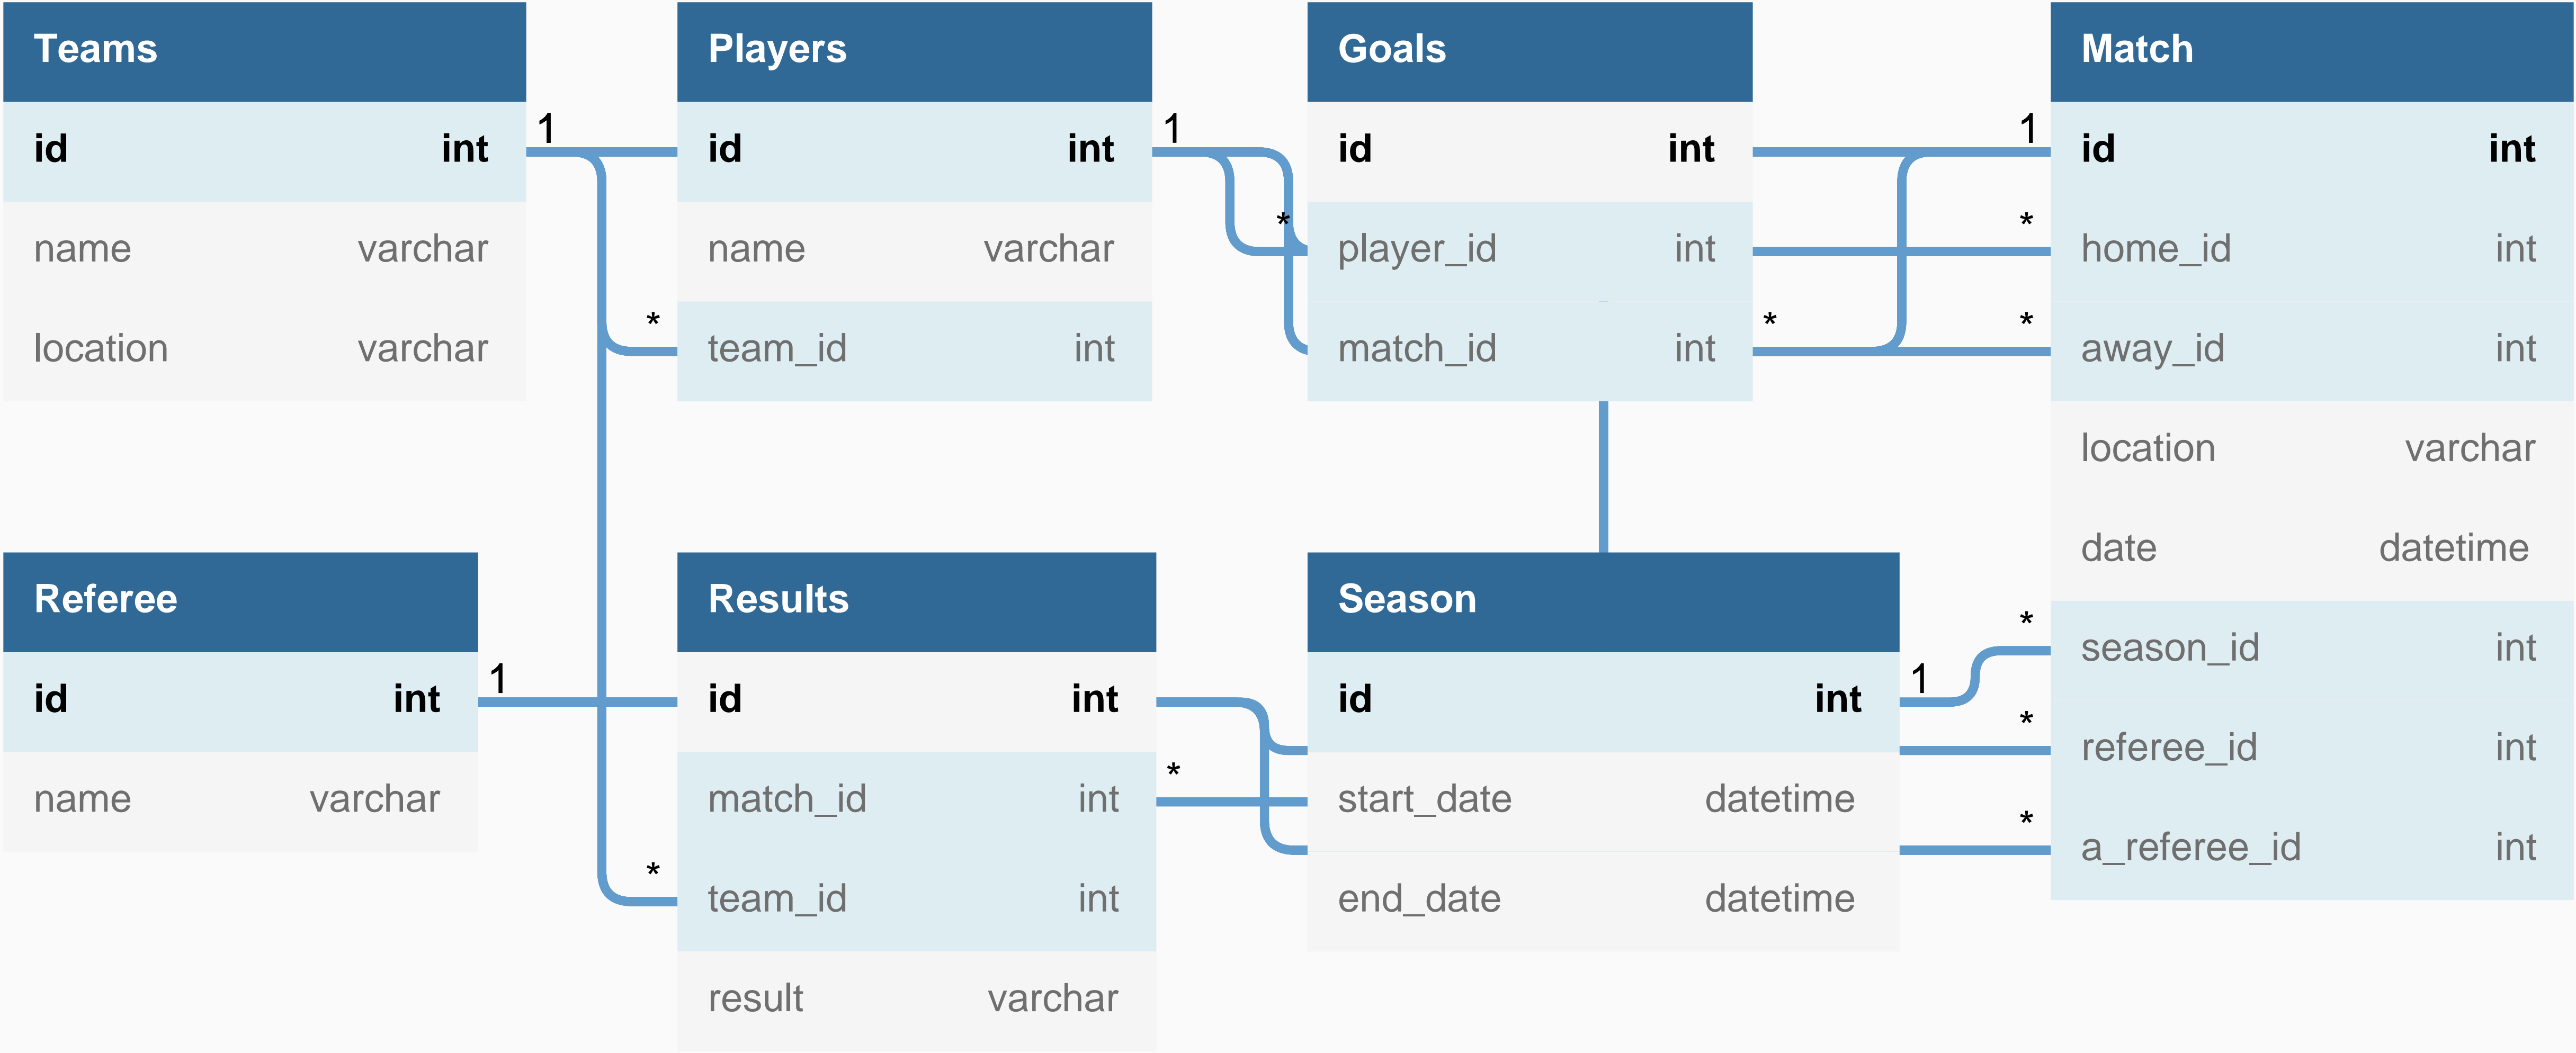 Teams
id int
name varchar
location varchar
1
Players
id int
name varchar
team_id int
*
1
Goals
id int
player_id int
match_id int
*
*
Match
id int
home_id int
away_id int
location varchar
date datetime
season_id int
referee_id int
a_referee_id int
1
*
*
*
*
*
Referee
id int
name varchar
1
Results
id int
match_id int
team_id int
result varchar
*
*
Season
id int
start_date datetime
end_date datetime
1